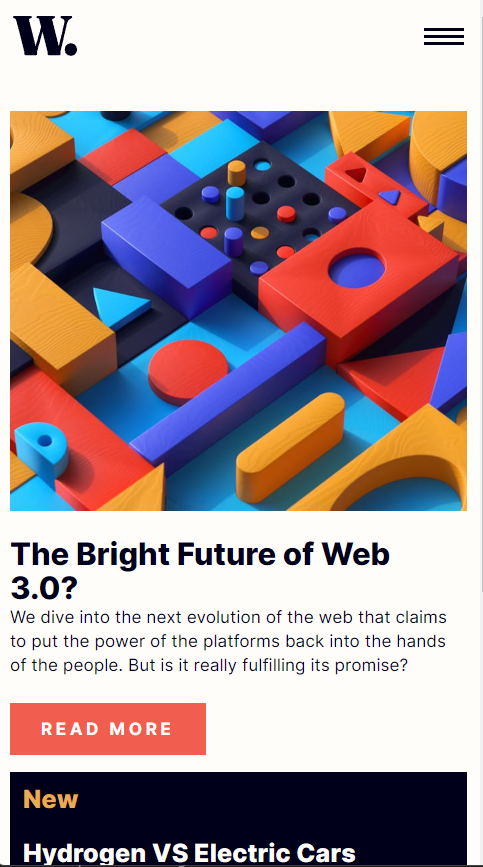 W.
The Bright Future of Web
3.0?
We dive into the next evolution of the web that claims
to put the power of the platforms back into the hands
of the people. But is it really fulfilling its promise?
READ MORE
New
Hydrogen VS Electric Cars